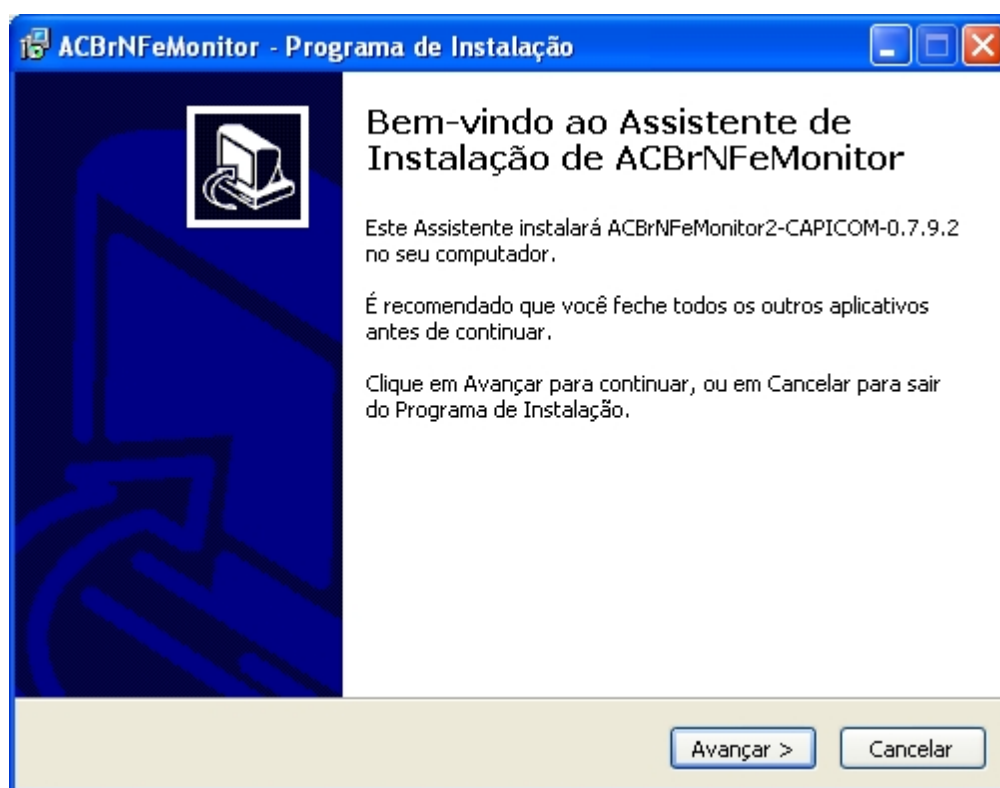 ACBrNFeMonitor - Programa de Instalação
Bem-vindo ao Assistente de
Instalação de ACBrNFeMonitor
Este Assistente instalará ACBrNFeMonitor2-CAPICOM-0.7.9.2
no seu computador.
É recomendado que você feche todos os outros aplicativos
antes de continuar.
Clique em Avançar para continuar, ou em Cancelar para sair
do Programa de Instalação.
Avançar >
Cancelar